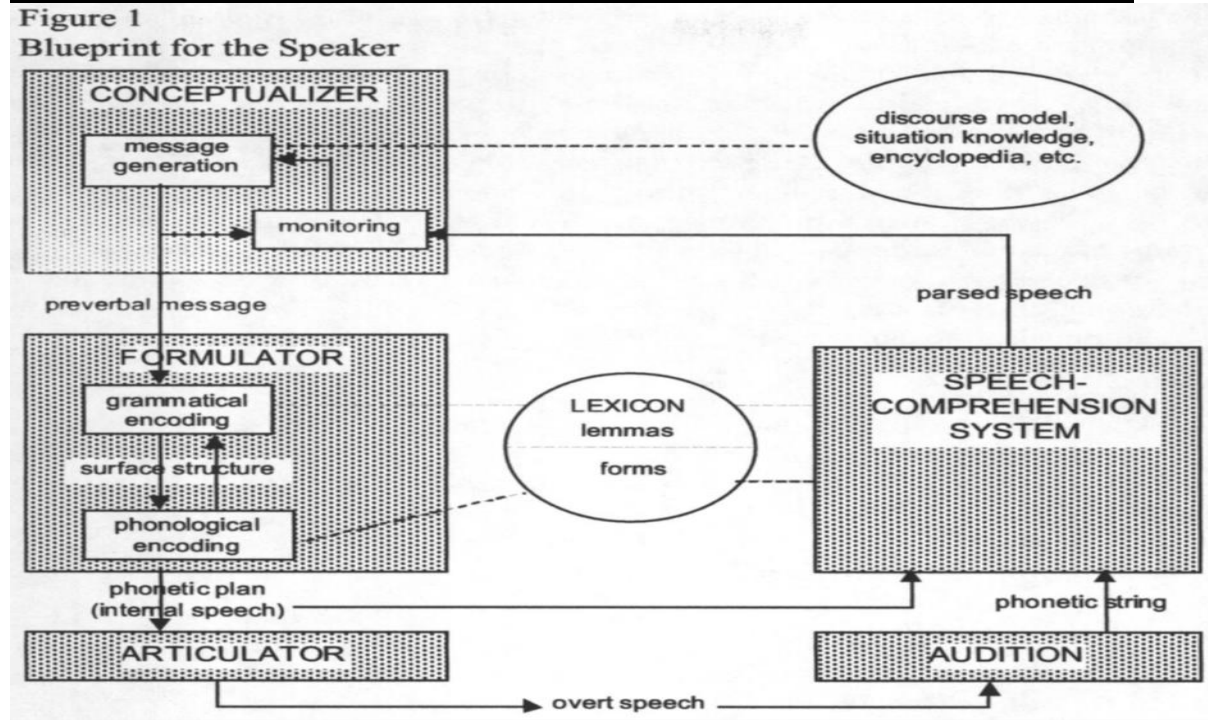 Figure 1
Blueprint for the Speaker
CONCEPTUALIZER
message
generation
monitoring
discourse model,
situation knowledge,
encyclopedia, etc.
preverbal message
parsed speech
FORMULATOR
grammatical
encoding
surface structure
phonological
encoding
LEXICON
lemmas
forms
SPEECH-
COMPREHENSION
SYSTEM
phonetic plan
(internal speech)
phonetic string
ARTICULATOR
AUDITION
overt speech